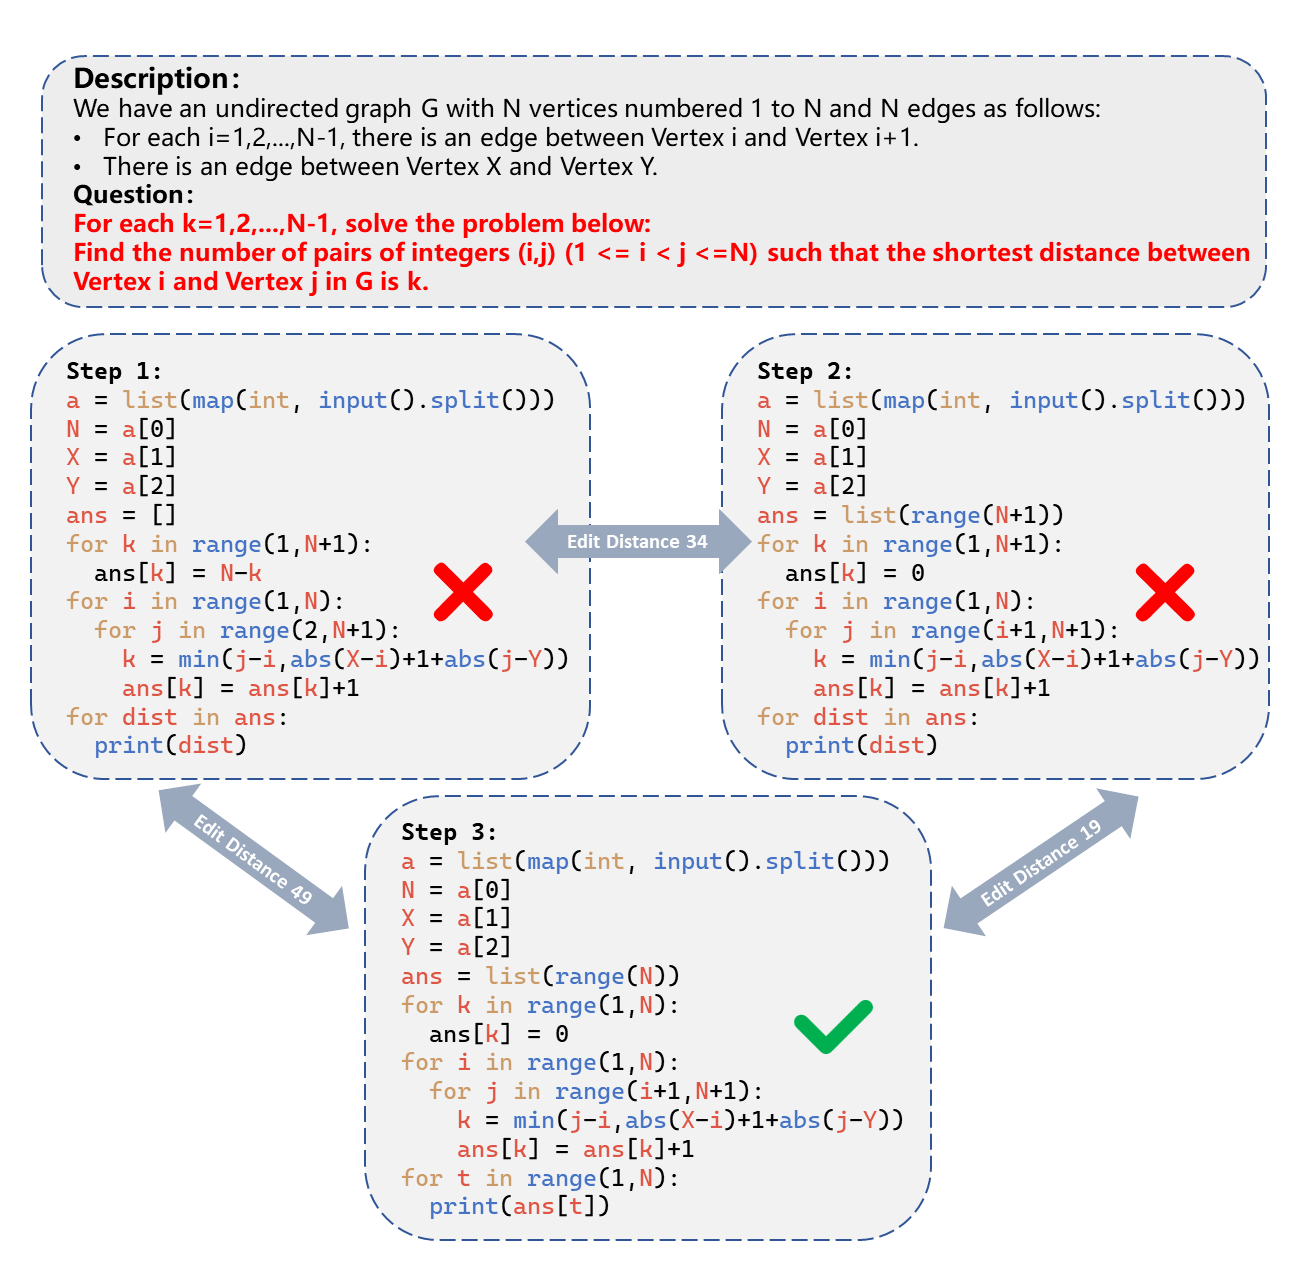 Description:
We have an undirected graph G with N vertices numbered 1 to N and N edges as follows:
• For each i=1,2,...,N-1, there is an edge between Vertex i and Vertex i+1.
• There is an edge between Vertex X and Vertex Y.
Question:
For each k=1,2,...,N-1, solve the problem below:
Find the number of pairs of integers (i,j) (1 <= i < j <=N) such that the shortest distance between
Vertex i and Vertex j in G is k.
Step 1:
a = list(map(int, input().split()))
N = a[0]
X = a[1]
Y = a[2]
ans = []
for k in range(1,N+1):
  ans[k] = N-k
for i in range(1,N):
  for j in range(2,N+1):
    k = min(j-i,abs(X-i)+1+abs(j-Y))
    ans[k] = ans[k]+1
for dist in ans:
  print(dist)
Edit Distance 34
Step 2:
a = list(map(int, input().split()))
N = a[0]
X = a[1]
Y = a[2]
ans = list(range(N+1))
for k in range(1,N+1):
  ans[k] = 0
for i in range(1,N):
  for j in range(i+1,N+1):
    k = min(j-i,abs(X-i)+1+abs(j-Y))
    ans[k] = ans[k]+1
for dist in ans:
  print(dist)
Edit Distance 49
Step 3:
a = list(map(int, input().split()))
N = a[0]
X = a[1]
Y = a[2]
ans = list(range(N))
for k in range(1,N):
  ans[k] = 0
for i in range(1,N):
  for j in range(i+1,N+1):
    k = min(j-i,abs(X-i)+1+abs(j-Y))
    ans[k] = ans[k]+1
for t in range(1,N):
  print(ans[t])
Edit Distance 19